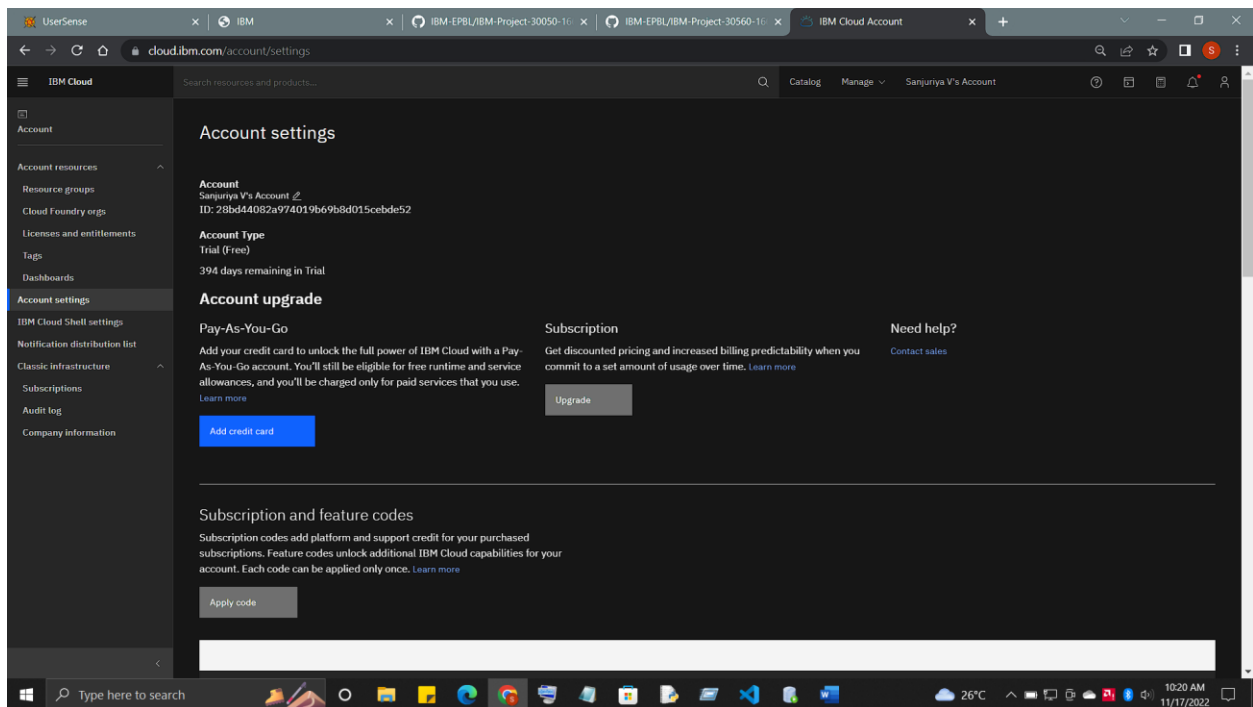 UserSense
IBM
IBM-EPBL/IBM-Project-30050-16
IBM-EPBL/IBM-Project-30560-16
IBM Cloud Account
cloud.ibm.com/account/settings
S
IBM Cloud
Search resources and products...
Catalog
Manage
Sanjuriya V's Account
Account
Account resources
Resource groups
Cloud Foundry orgs
Licenses and entitlements
Tags
Dashboards
Account settings
IBM Cloud Shell settings
Notification distribution list
Classic infrastructure
Subscriptions
Audit log
Company information
Account settings
Account
Sanjuriya V's Account
ID: 28bd44082a974019b69b8d015cebde52
Account Type
Trial (Free)
394 days remaining in Trial
Account upgrade
Pay-As-You-Go
Add your credit card to unlock the full power of IBM Cloud with a Pay-
As-You-Go account. You'll still be eligible for free runtime and service
allowances, and you'll be charged only for paid services that you use.
Learn more
Add credit card
Subscription
Get discounted pricing and increased billing predictability when you
commit to a set amount of usage over time. Learn more
Upgrade
Need help?
Contact sales
Subscription and feature codes
Subscription codes add platform and support credit for your purchased
subscriptions. Feature codes unlock additional IBM Cloud capabilities for your
account. Each code can be applied only once. Learn more
Apply code
Type here to search
26°C
10:20 AM
11/17/2022